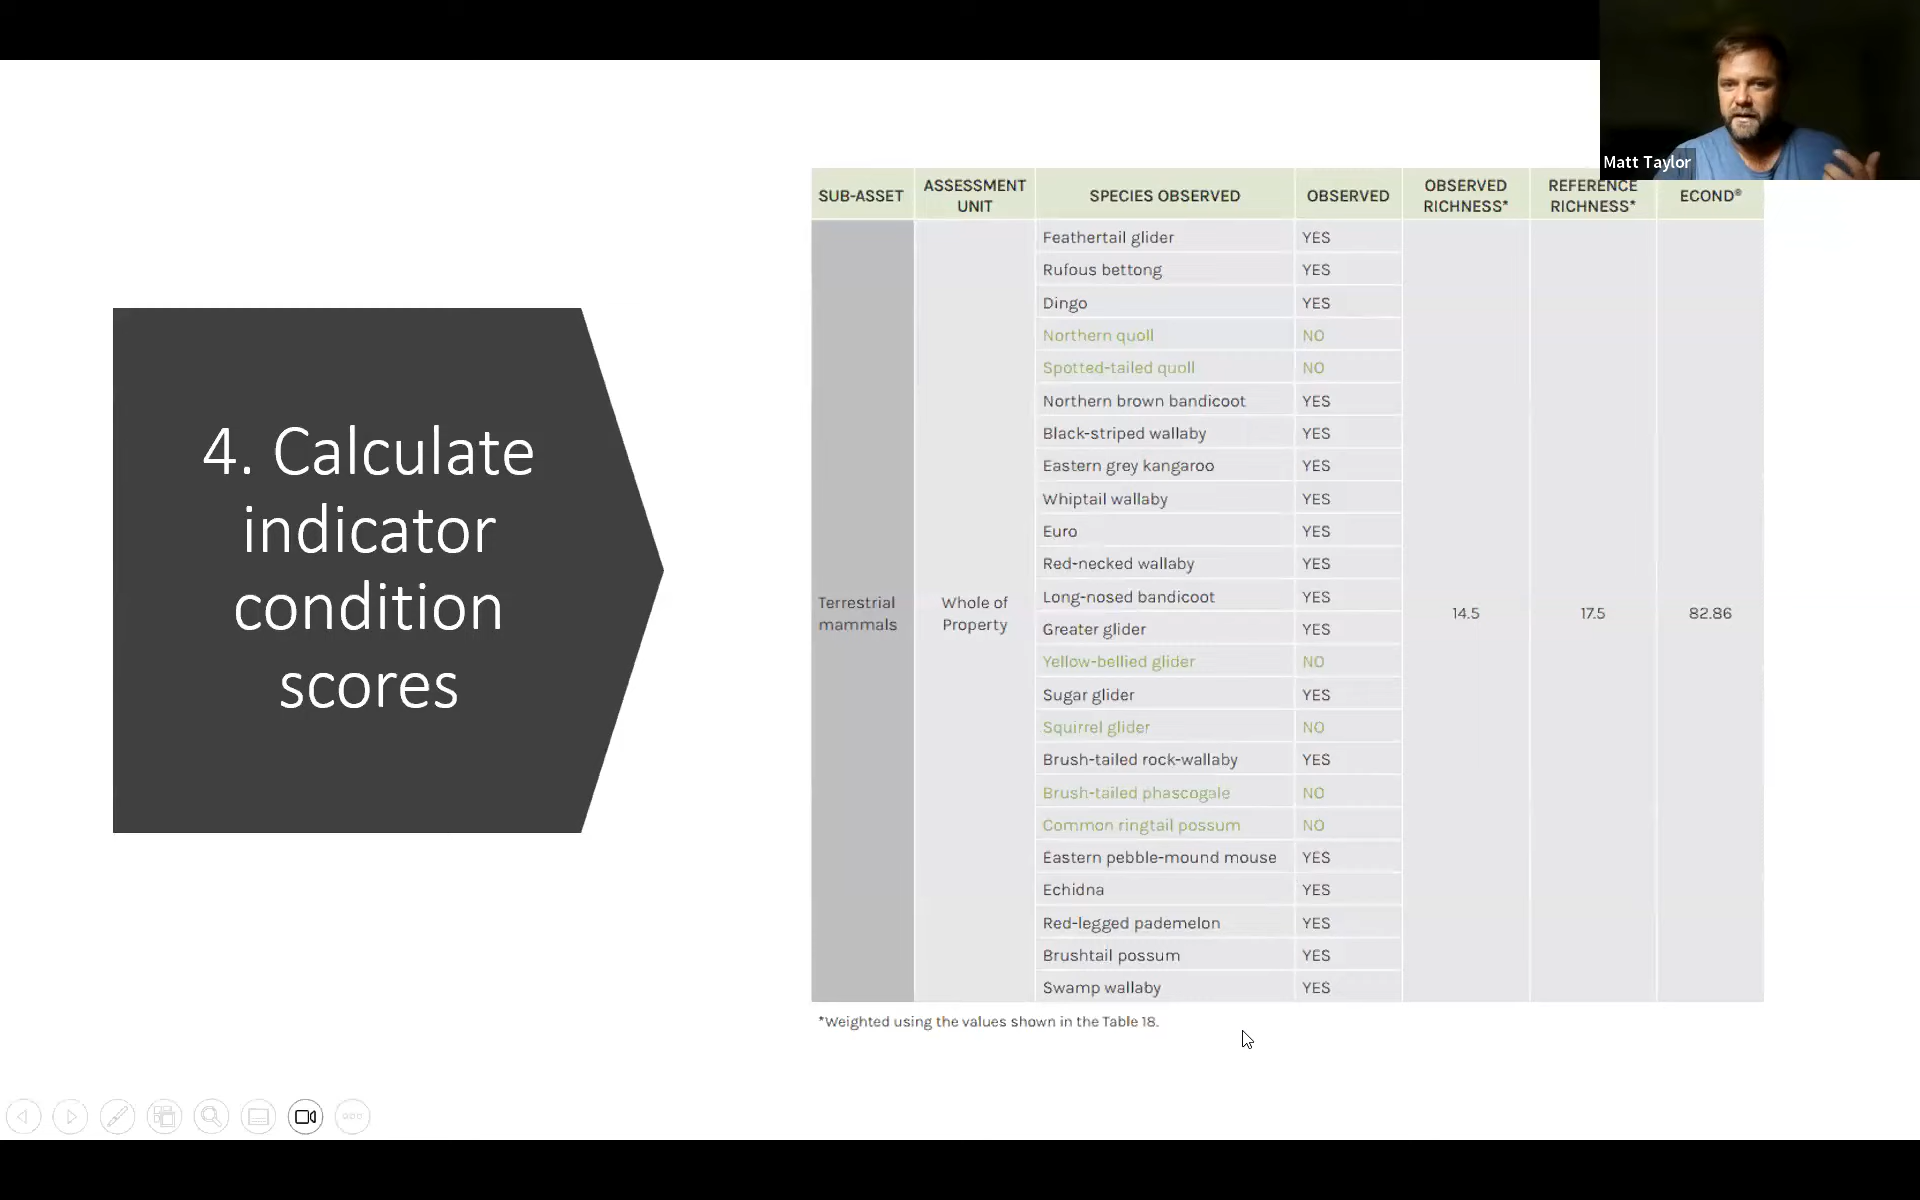 Matt Taylor
4. Calculate
indicator
condition
scores
SUB-ASSET
ASSESSMENT
UNIT
SPECIES OBSERVED
OBSERVED
OBSERVED
RICHNESS*
REFERENCE
RICHNESS*
ECOND®
Terrestrial
mammals
Whole of
Property
Feathertail glider YES
Rufous bettong YES
Dingo YES
Northern quoll NO
Spotted-tailed quoll NO
Northern brown bandicoot YES
Black-striped wallaby YES
Eastern grey kangaroo YES
Whiptail wallaby YES
Euro YES
Red-necked wallaby YES
Long-nosed bandicoot YES
Greater glider YES
Yellow-bellied glider NO
Sugar glider YES
Squirrel glider NO
Brush-tailed rock-wallaby YES
Brush-tailed phascogale NO
Common ringtail possum NO
Eastern pebble-mound mouse YES
Echidna YES
Red-legged pademelon YES
Brushtail possum YES
Swamp wallaby YES
14.5
17.5
82.86
*Weighted using the values shown in the Table 18.